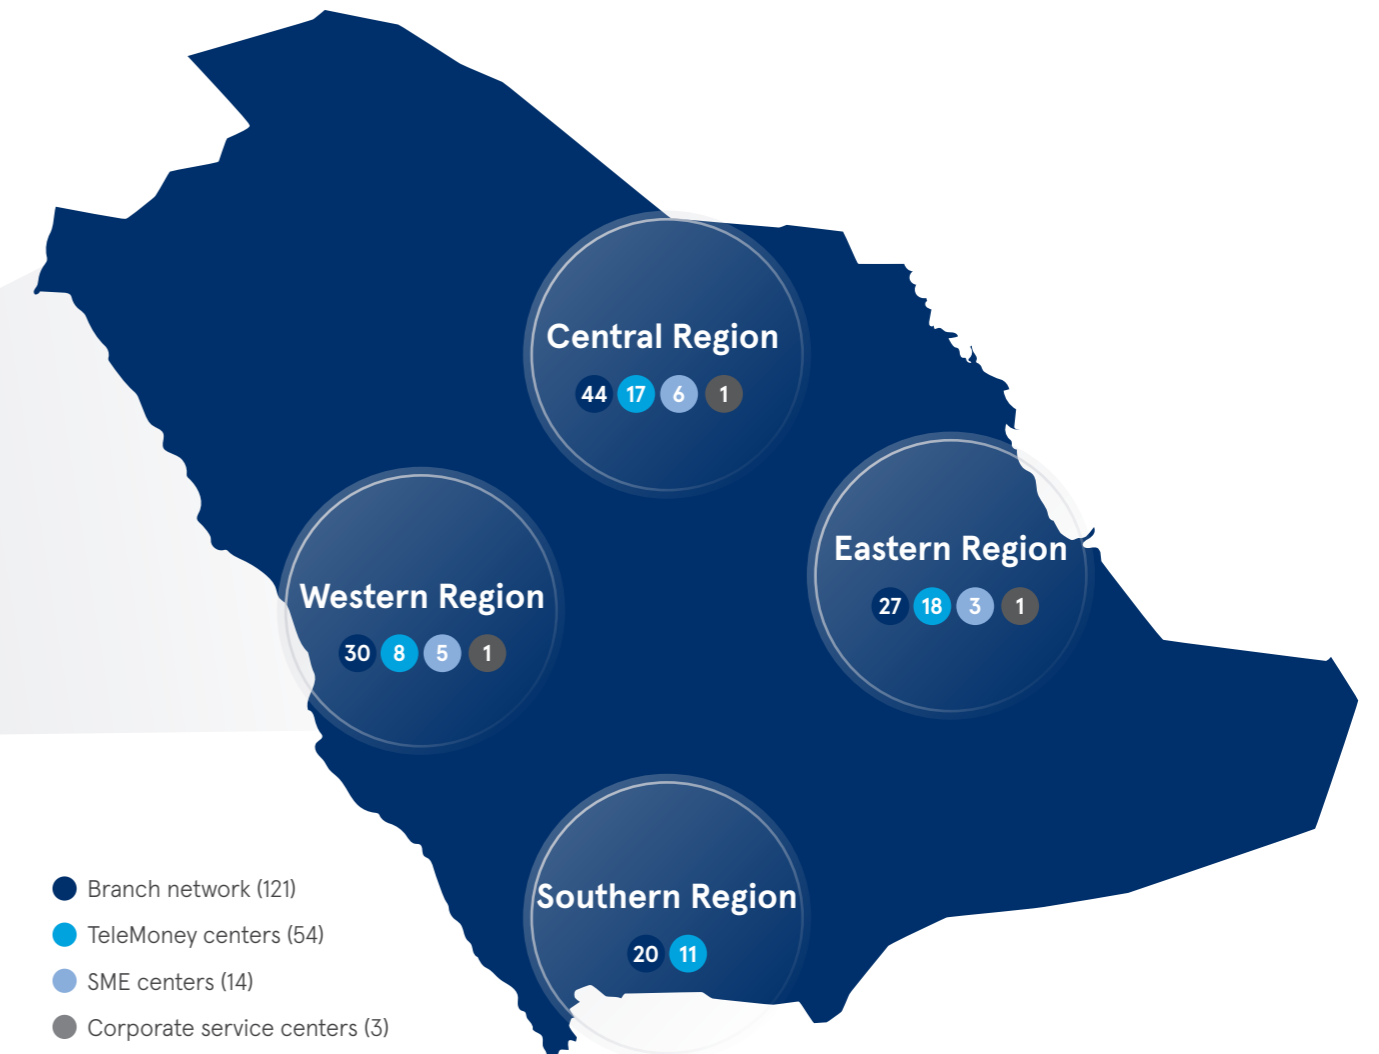 Central Region
44 17 6 1
Eastern Region
27 18 3 1
Western Region
30 8 5 1
Southern Region
20 11
Branch network (121)
TeleMoney centers (54)
SME centers (14)
Corporate service centers (3)